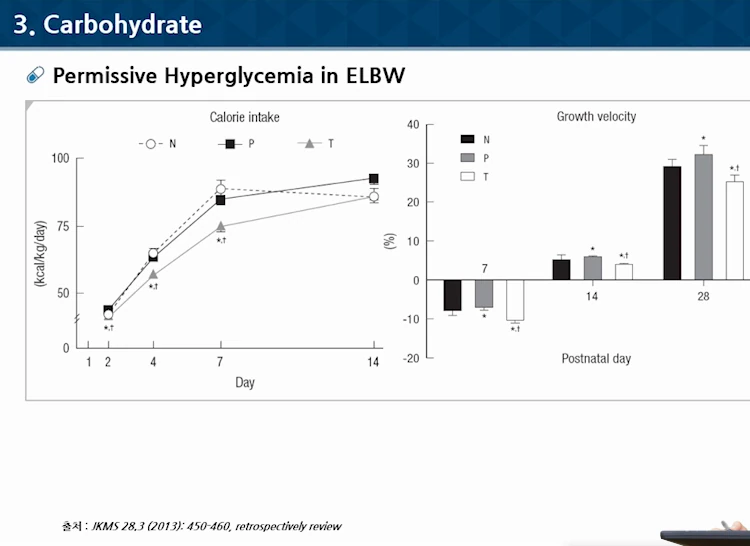 3. Carbohydrate
Permissive Hyperglycemia in ELBW
Calorie intake
N P T
100
75
50
0
(kcal/kg/day)
*,†
*,†
*,†
1 2 4 7 14
Day
Growth velocity
N
P
T
40
30
20
10
0
-10
-20
(%)
7
14
28
*
*,†
*
*,†
*
*,†
Postnatal day
출처 : JKMS 28.3 (2013): 450-460, retrospectively review